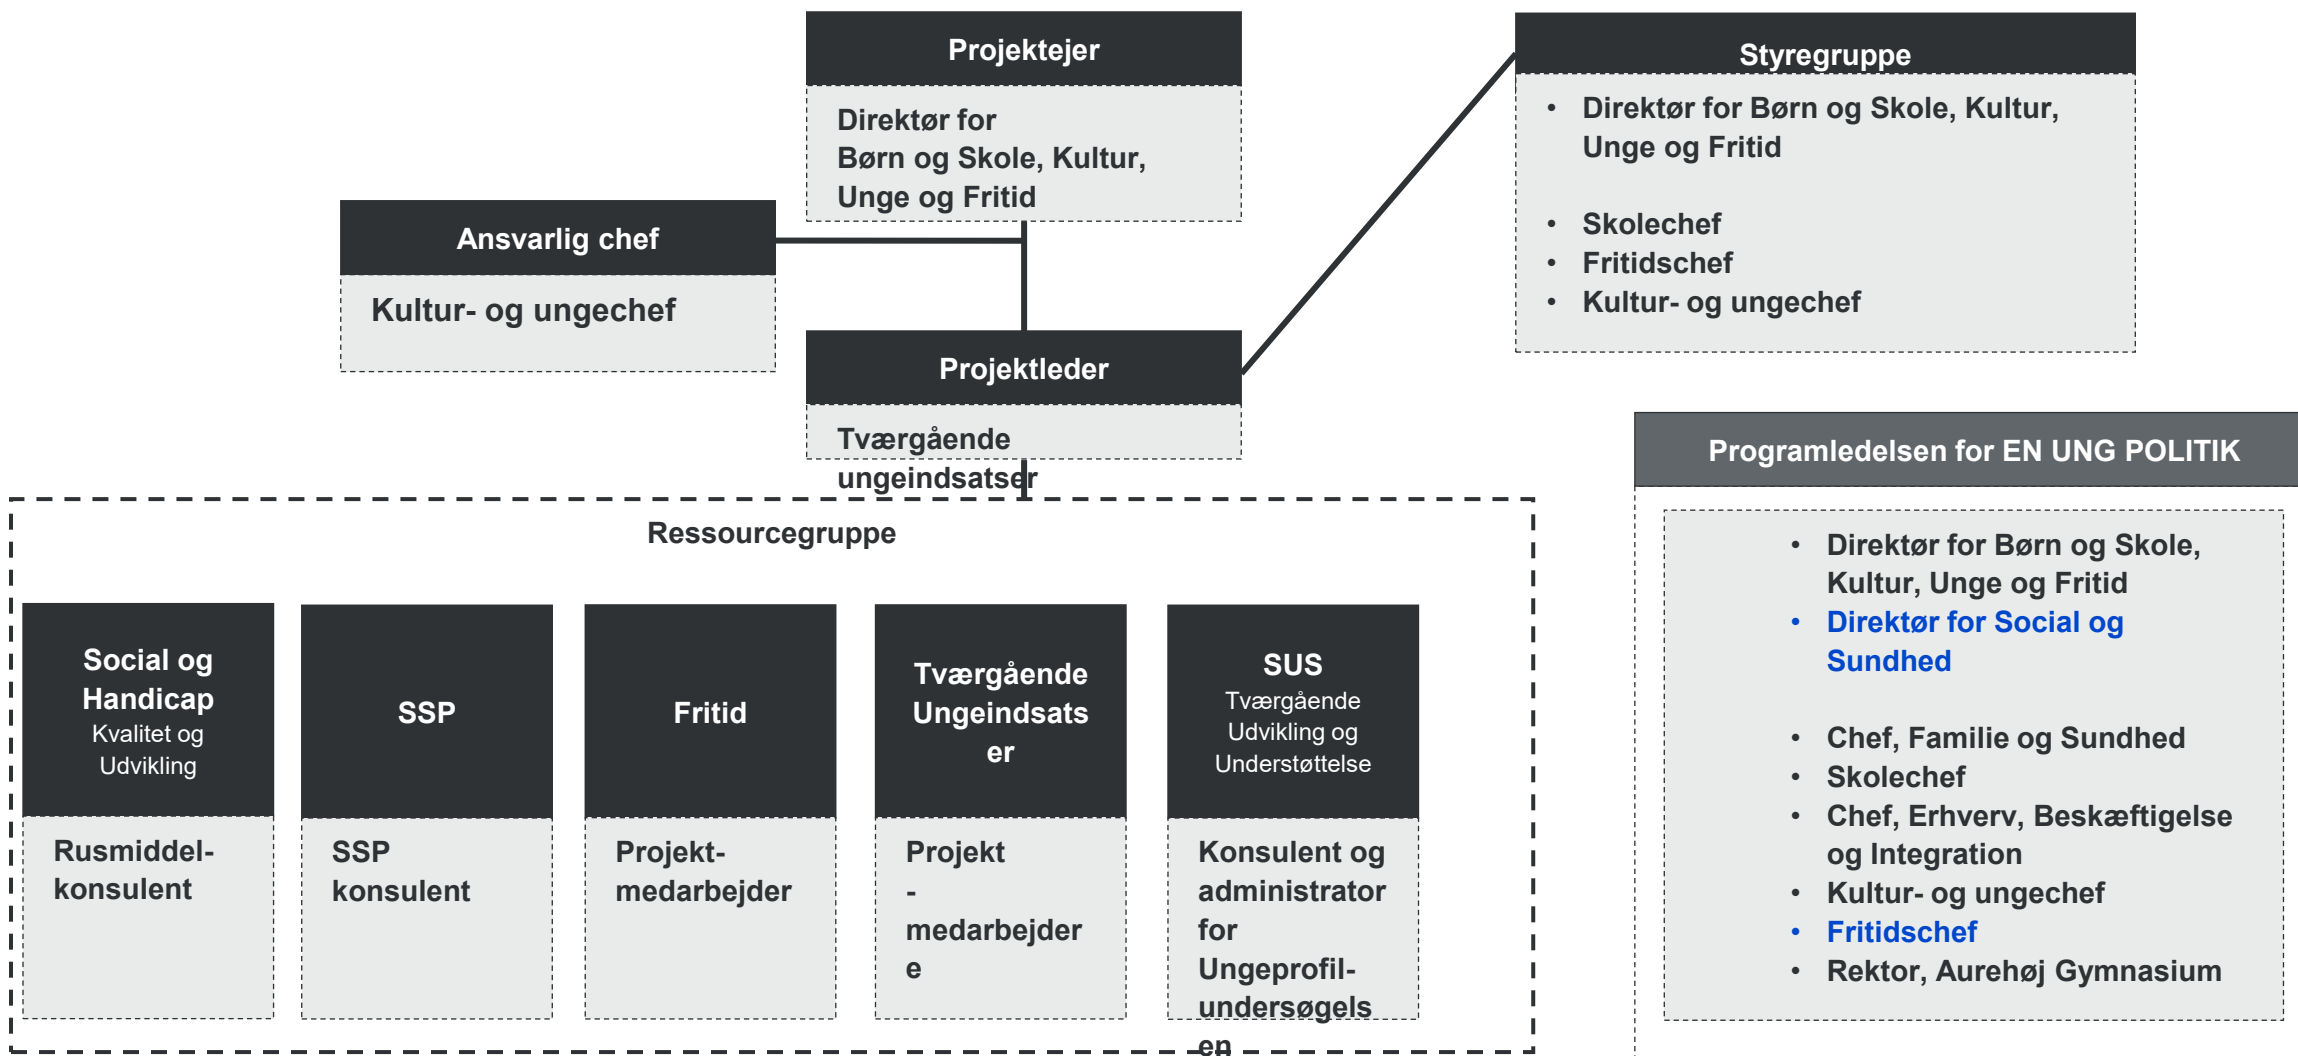 Projektejer
Direktør for
Børn og Skole, Kultur,
Unge og Fritid
Styregruppe
• Direktør for Børn og Skole, Kultur,
Unge og Fritid
• Skolechef
• Fritidschef
• Kultur- og ungechef
Ansvarlig chef
Kultur- og ungechef
Projektleder
Tværgående
ungeindsatser
Programledelsen for EN UNG POLITIK
• Direktør for Børn og Skole,
Kultur, Unge og Fritid
• Direktør for Social og
Sundhed
• Chef, Familie og Sundhed
• Skolechef
• Chef, Erhverv, Beskæftigelse
og Integration
• Kultur- og ungechef
• Fritidschef
• Rektor, Aurehøj Gymnasium
Ressourcegruppe
Social og
Handicap
Kvalitet og
Udvikling
Rusmiddel-
konsulent
SSP
SSP
konsulent
Fritid
Projekt-
medarbejder
Tværgående
Ungeindsats
er
Projekt
-
medarbejder
e
SUS
Tværgående
Udvikling og
Understøttelse
Konsulent og
administrator
for
Ungeprofil-
undersøgels
en